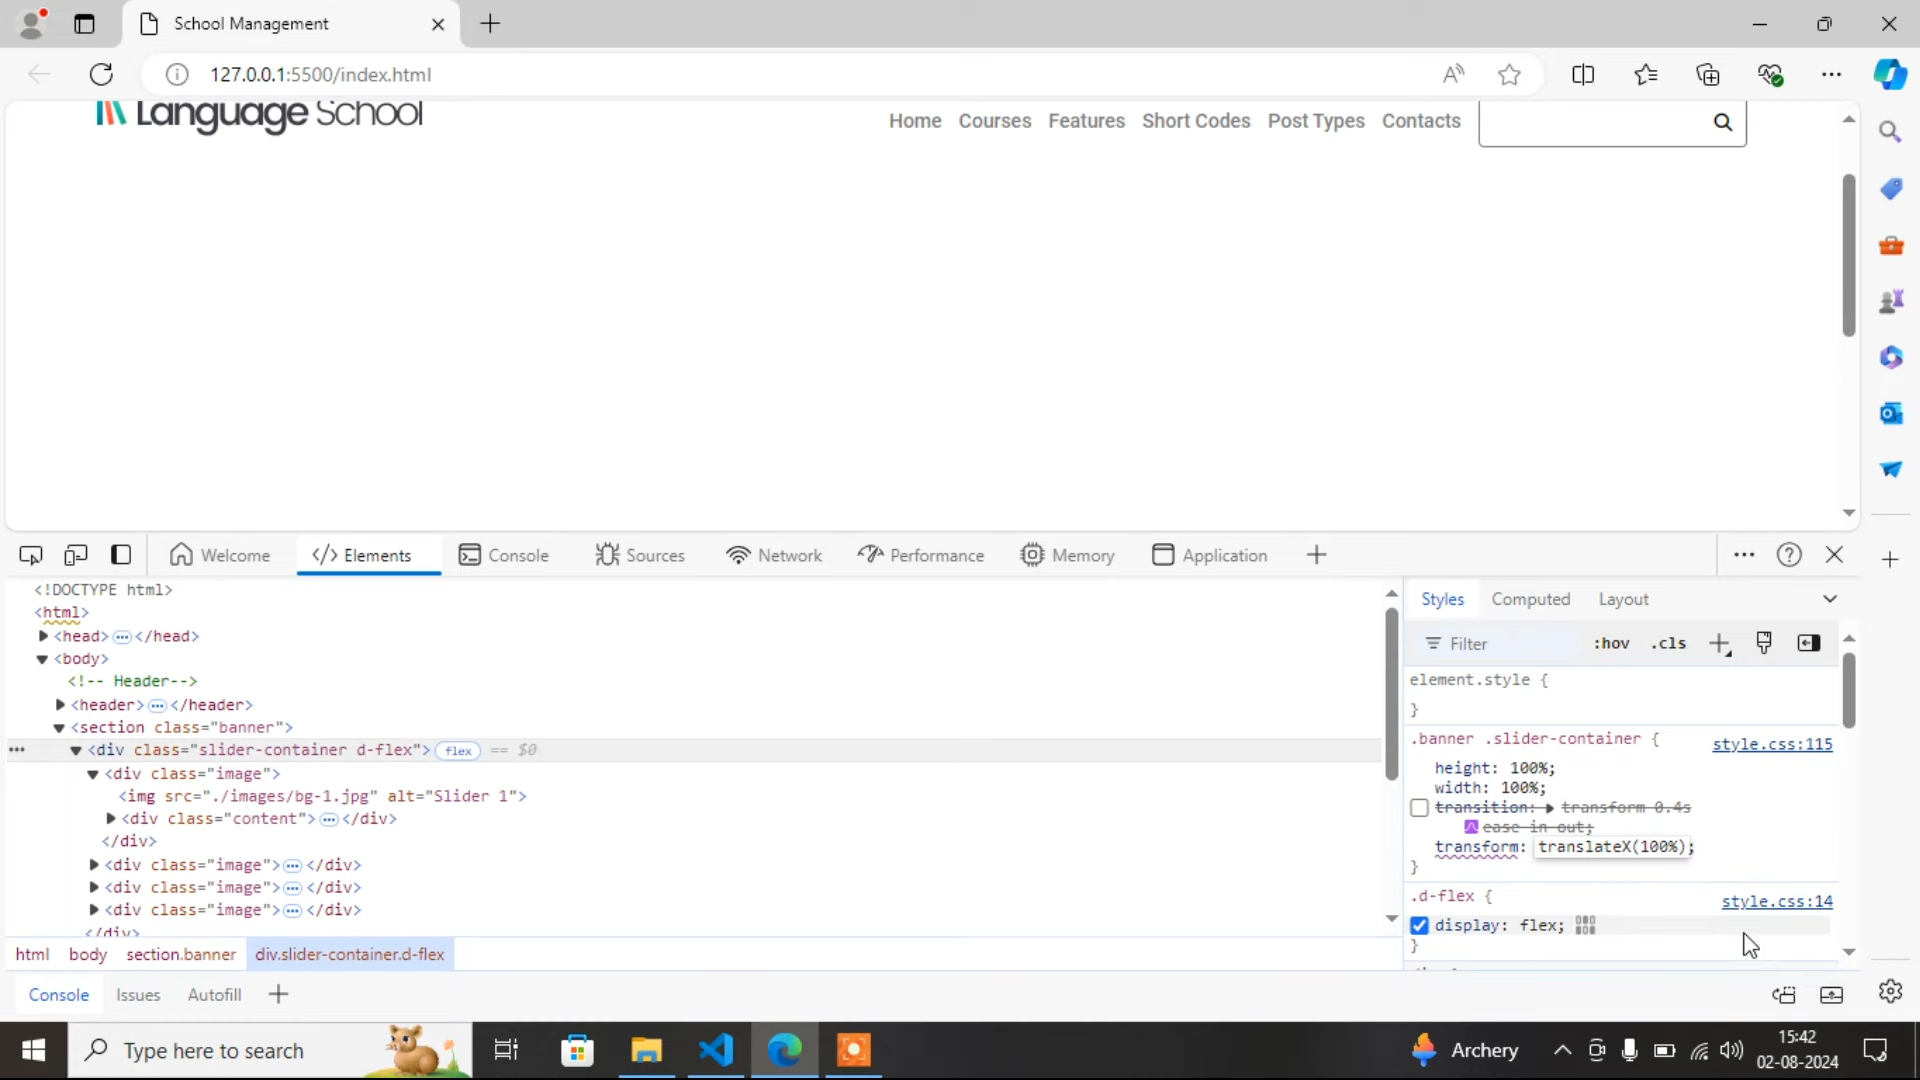 School Management
127.0.0.1:5500/index.html
Language School
Home Courses Features Short Codes Post Types Contacts
Welcome </> Elements Console Sources Network Performance Memory Application
<!DOCTYPE html>
<html>
<head> </head>
<body>
<!-- Header-->
<header> </header>
<section class="banner">
<div class="slider-container d-flex"> flex == $0
<div class="image">
<img src="./images/bg-1.jpg" alt="Slider 1">
<div class="content"> </div>
</div>
<div class="image"> </div>
<div class="image"> </div>
<div class="image"> </div>
</div>
html body section.banner div.slider-container.d-flex
Styles Computed Layout
Filter :hov .cls
element.style {
}
.banner .slider-container { style.css:115
height: 100%;
width: 100%;
transition: transform 0.4s
ease in out;
transform: translateX(100%);
}
.d-flex { style.css:14
display: flex;
}
Console Issues Autofill
Type here to search
Archery
15:42
02-08-2024